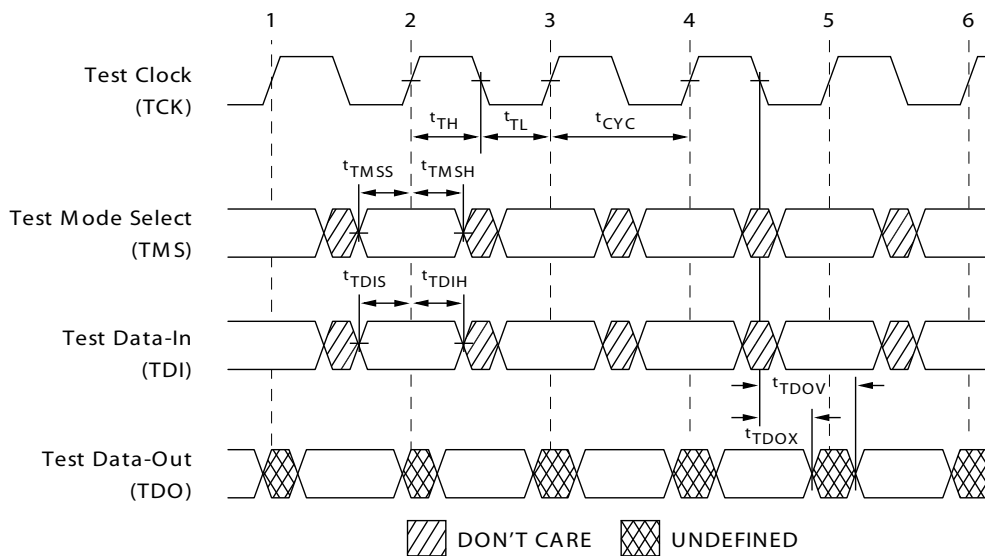 1 2 3 4 5 6
Test Clock
(TCK)
tTH tTL tCYC
tTMSS tTMSH
Test Mode Select
(TMS)
tTDIS tTDIH
Test Data-In
(TDI)
tTDOV
tTDOX
Test Data-Out
(TDO)
DON'T CARE UNDEFINED